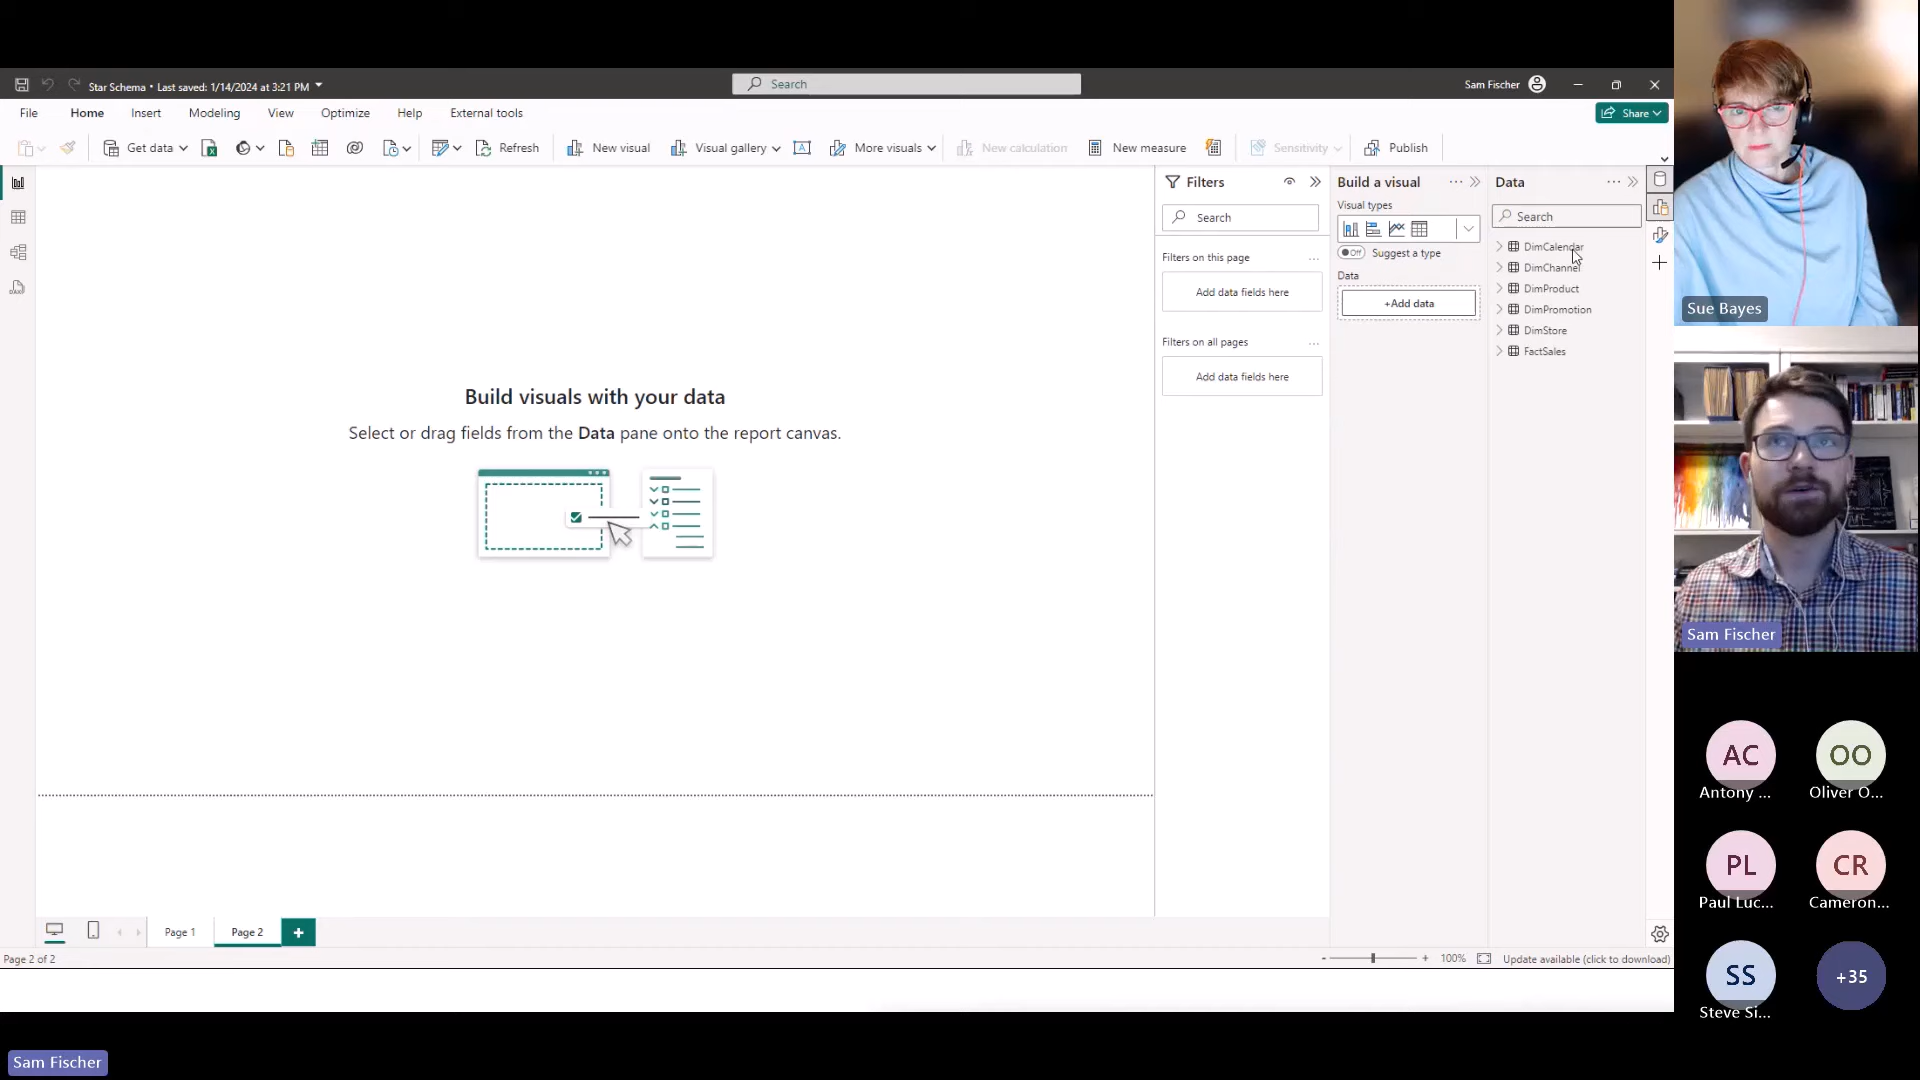 Star Schema • Last saved: 1/14/2024 at 3:21 PM
Search
Sam Fischer
File
Home
Insert
Modeling
View
Optimize
Help
External tools
Share
Get data
Refresh
New visual
Visual gallery
More visuals
New calculation
New measure
Sensitivity
Publish
Filters
Search
Filters on this page
Add data fields here
Filters on all pages
Add data fields here
Build a visual
Visual types
Off
Suggest a type
Data
+Add data
Data
Search
DimCalendar
DimChannel
DimProduct
DimPromotion
DimStore
FactSales
Build visuals with your data
Select or drag fields from the Data pane onto the report canvas.
Page 1
Page 2
Page 2 of 2
- + 100%
Update available (click to download)
Sue Bayes
Sam Fischer
AC
Antony ...
OO
Oliver O...
PL
Paul Luc...
CR
Cameron...
SS
Steve Si...
+35
Sam Fischer